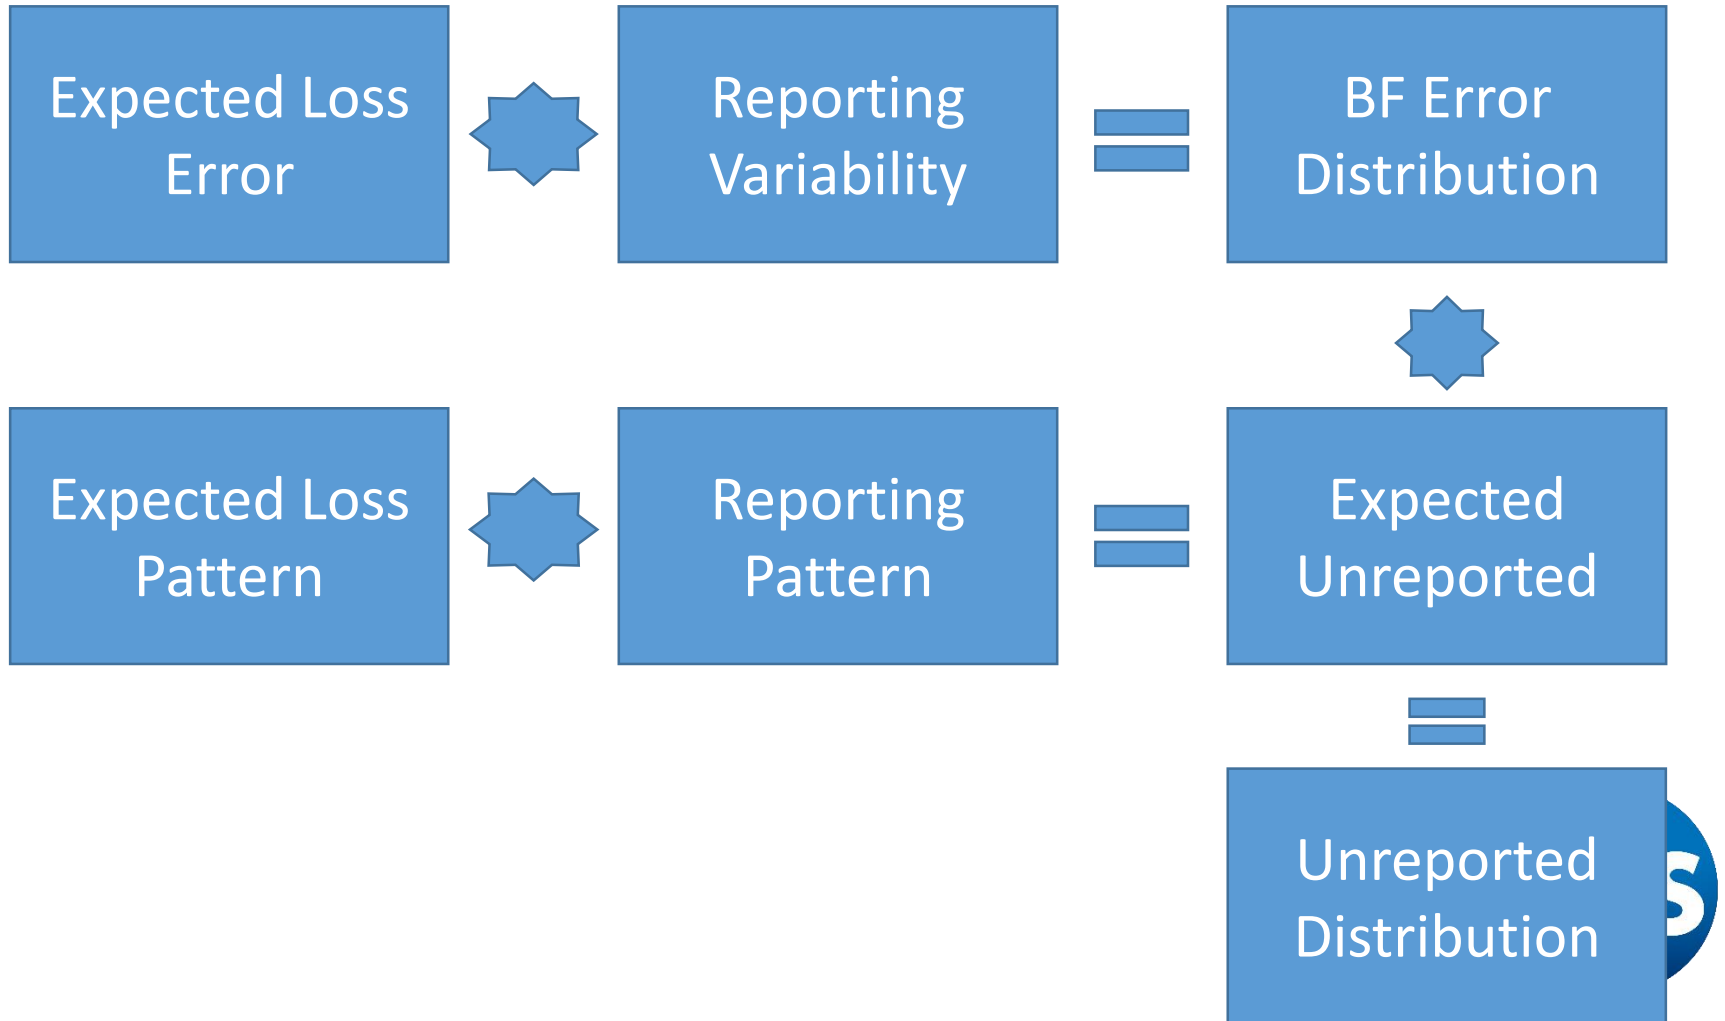 Expected Loss
Error
Reporting
Variability
BF Error
Distribution
Expected Loss
Pattern
Reporting
Pattern
Expected
Unreported
Unreported
Distribution